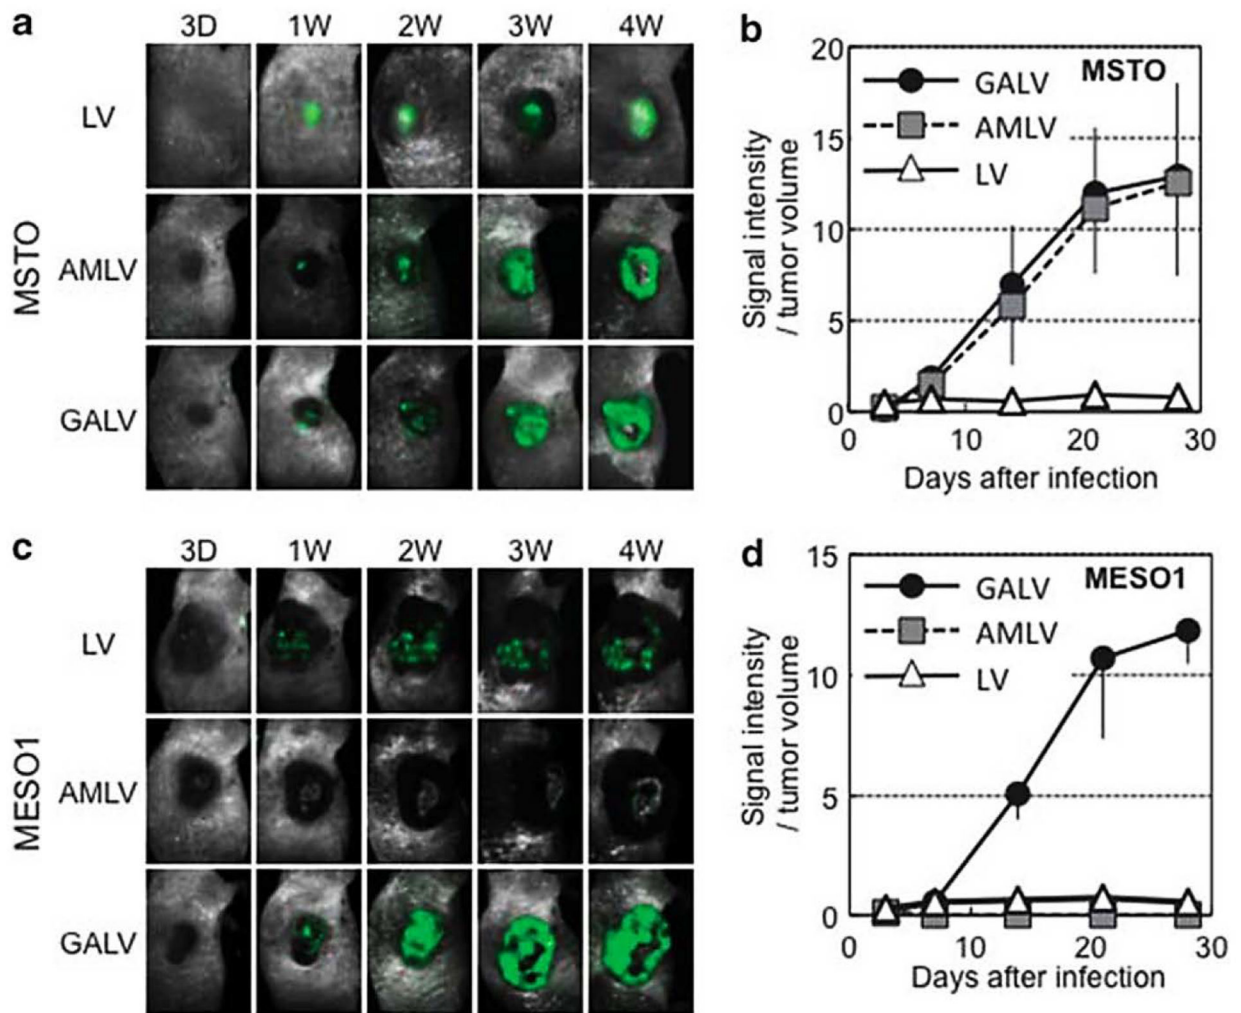 a
3D 1W 2W 3W 4W
LV
AMLV
GALV
MSTO
b
MSTO
GALV
AMLV
LV
20
15
10
5
0
Signal intensity
/ tumor volume
0 10 20 30
Days after infection
c
3D 1W 2W 3W 4W
LV
AMLV
GALV
MESO1
d
MESO1
GALV
AMLV
LV
15
10
5
0
Signal intensity
/ tumor volume
0 10 20 30
Days after infection